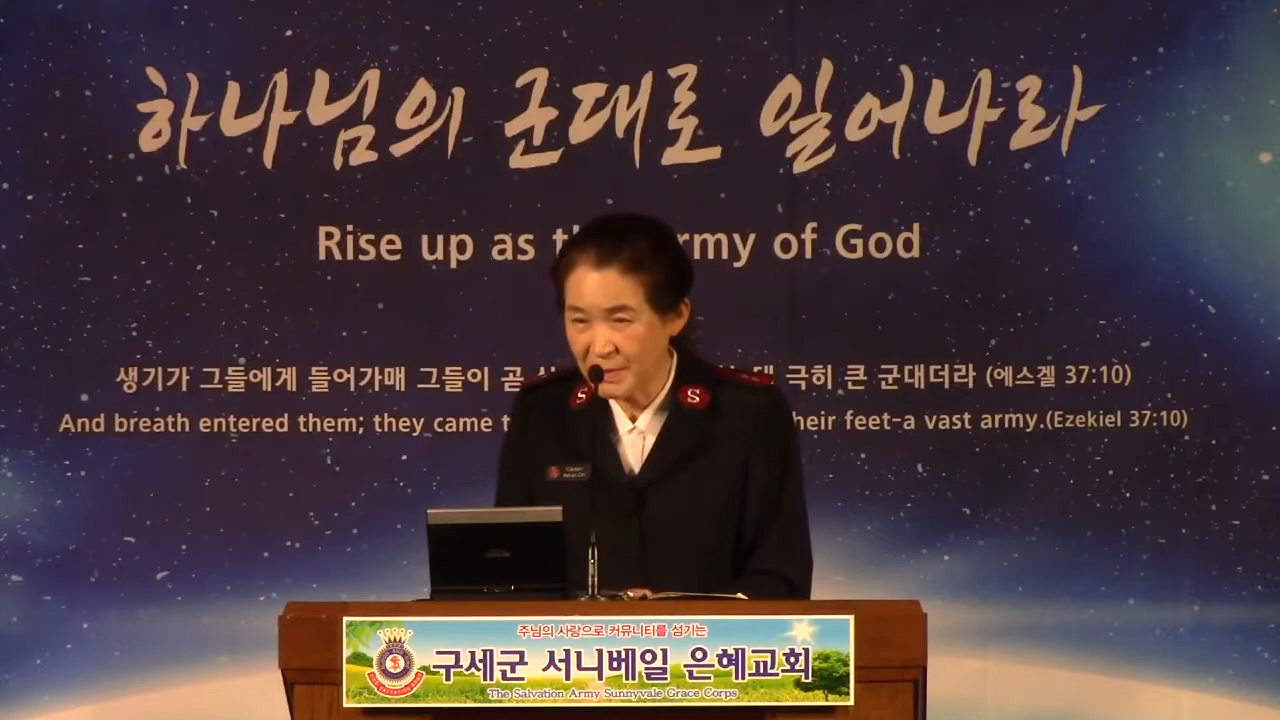 하나님의 군대로 일어나라
Rise up as army of God
생기가 그들에게 들어가매 그들이 곧 극히 큰 군대더라 (에스겔 37:10)
And breath entered them; they came their feet-a vast army.(Ezekiel 37:10)
S S
주님의 사랑으로 커뮤니티를 섬기는
구세군 서니베일 은혜교회
The Salvation Army Sunnyvale Grace Corps